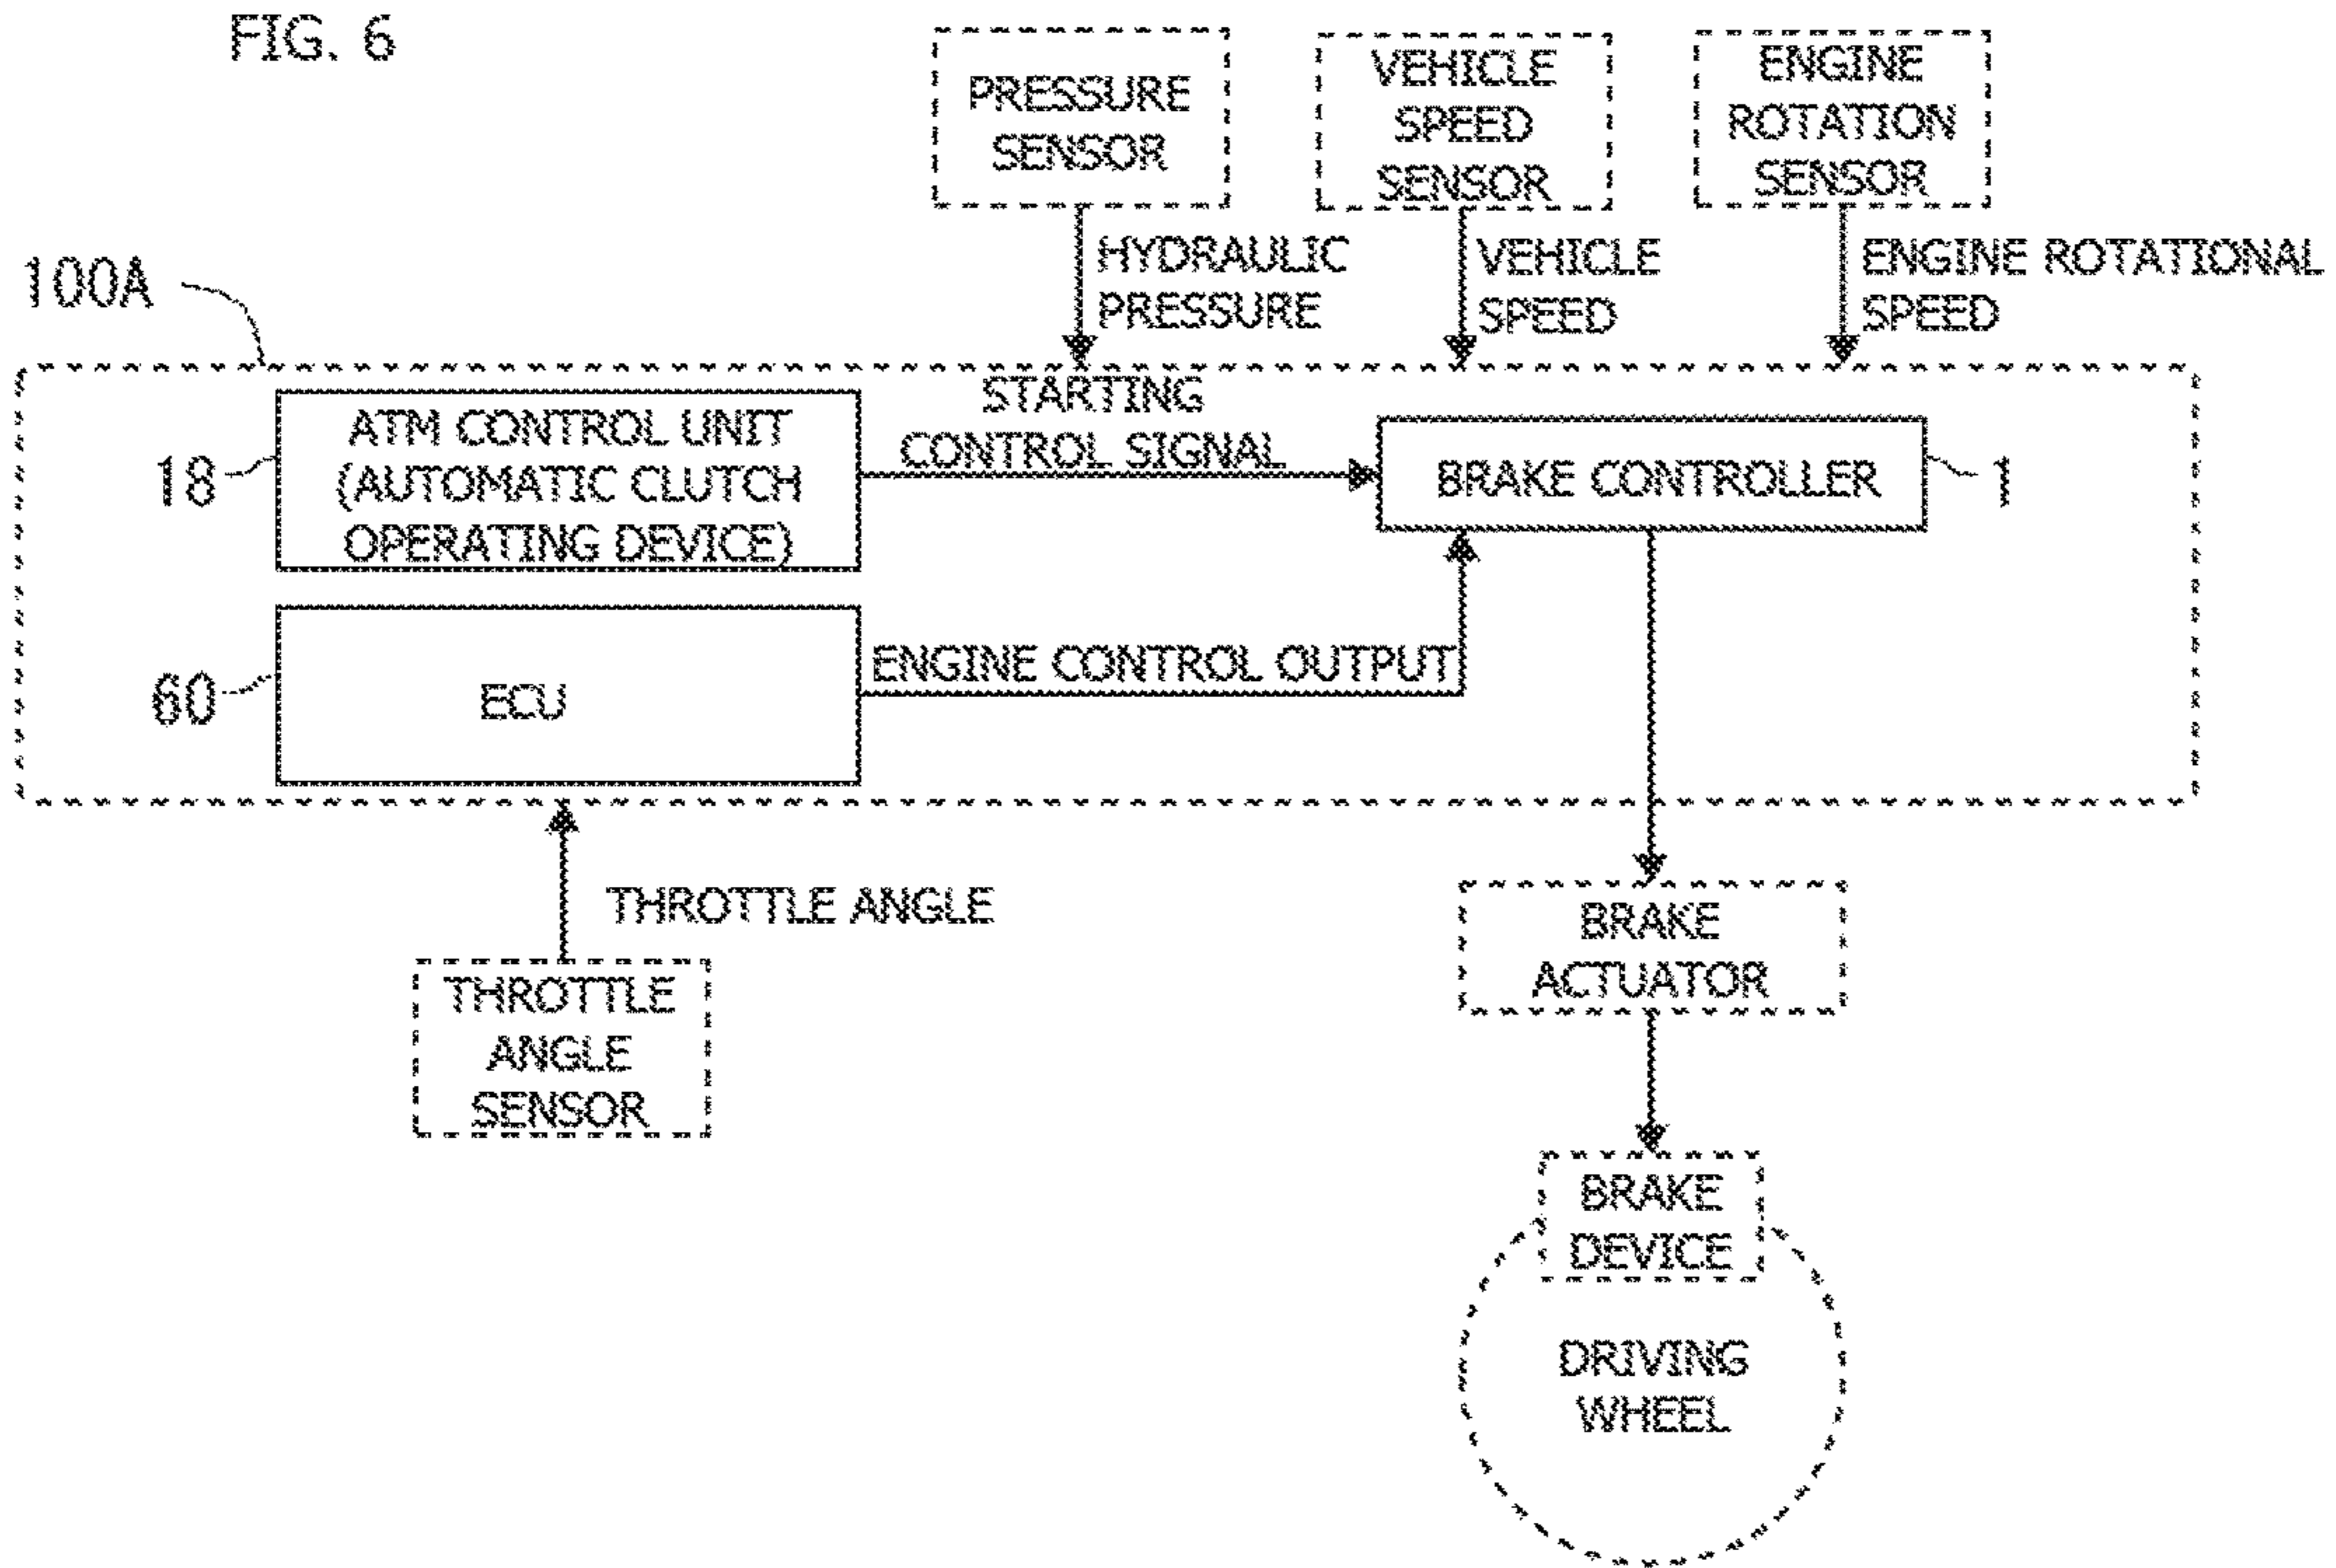 FIG. 6
PRESSURE
SENSOR
VEHICLE
SPEED
SENSOR
ENGINE
ROTATION
SENSOR
HYDRAULIC
PRESSURE
VEHICLE
SPEED
ENGINE ROTATIONAL
SPEED
100A
ATM CONTROL UNIT
(AUTOMATIC CLUTCH
OPERATING DEVICE)
18
STARTING
CONTROL SIGNAL
BRAKE CONTROLLER
1
ECU
60
ENGINE CONTROL OUTPUT
THROTTLE ANGLE
THROTTLE
ANGLE
SENSOR
BRAKE
ACTUATOR
BRAKE
DEVICE
DRIVING
WHEEL